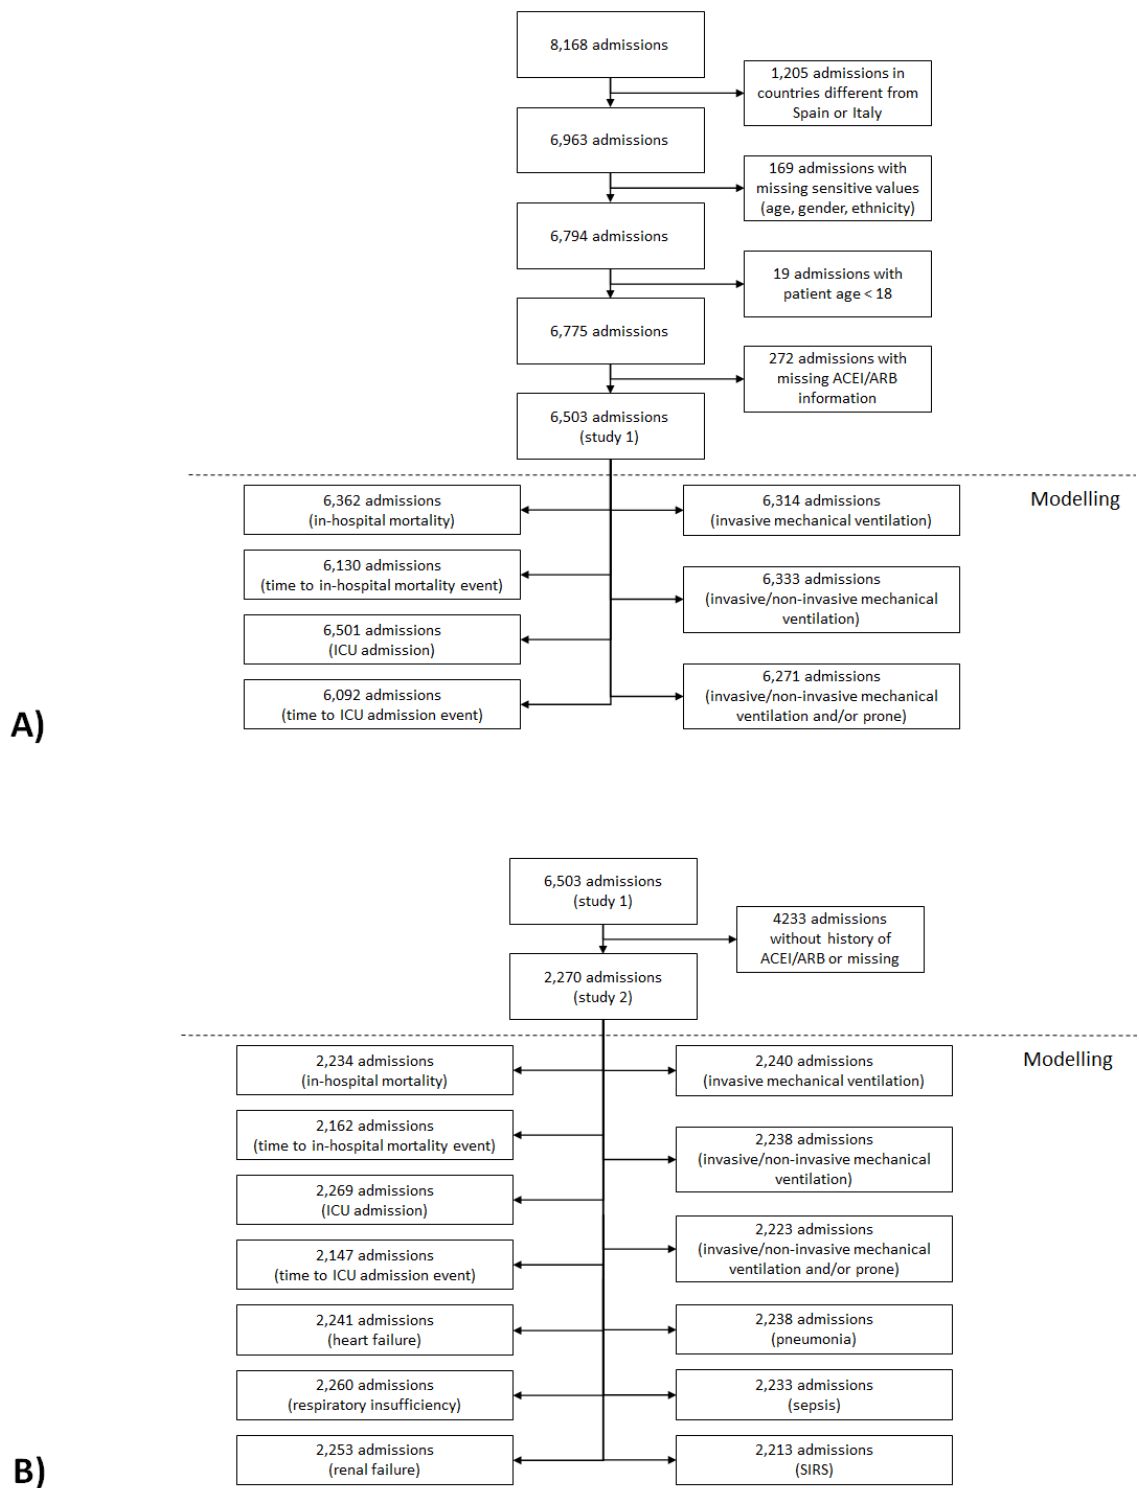 8,168 admissions
1,205 admissions in
countries different from
Spain or Italy
6,963 admissions
169 admissions with
missing sensitive values
(age, gender, ethnicity)
6,794 admissions
19 admissions with
patient age < 18
6,775 admissions
272 admissions with
missing ACEI/ARB
information
6,503 admissions
(study 1)
Modelling
6,362 admissions
(in-hospital mortality)
6,314 admissions
(invasive mechanical ventilation)
6,130 admissions
(time to in-hospital mortality event)
6,333 admissions
(invasive/non-invasive mechanical
ventilation)
6,501 admissions
(ICU admission)
6,271 admissions
(invasive/non-invasive mechanical
ventilation and/or prone)
6,092 admissions
(time to ICU admission event)
A)
6,503 admissions
(study 1)
4233 admissions
without history of
ACEI/ARB or missing
2,270 admissions
(study 2)
Modelling
2,234 admissions
(in-hospital mortality)
2,240 admissions
(invasive mechanical ventilation)
2,162 admissions
(time to in-hospital mortality event)
2,238 admissions
(invasive/non-invasive mechanical
ventilation)
2,269 admissions
(ICU admission)
2,223 admissions
(invasive/non-invasive mechanical
ventilation and/or prone)
2,147 admissions
(time to ICU admission event)
2,241 admissions
(heart failure)
2,238 admissions
(pneumonia)
2,260 admissions
(respiratory insufficiency)
2,233 admissions
(sepsis)
2,253 admissions
(renal failure)
2,213 admissions
(SIRS)
B)